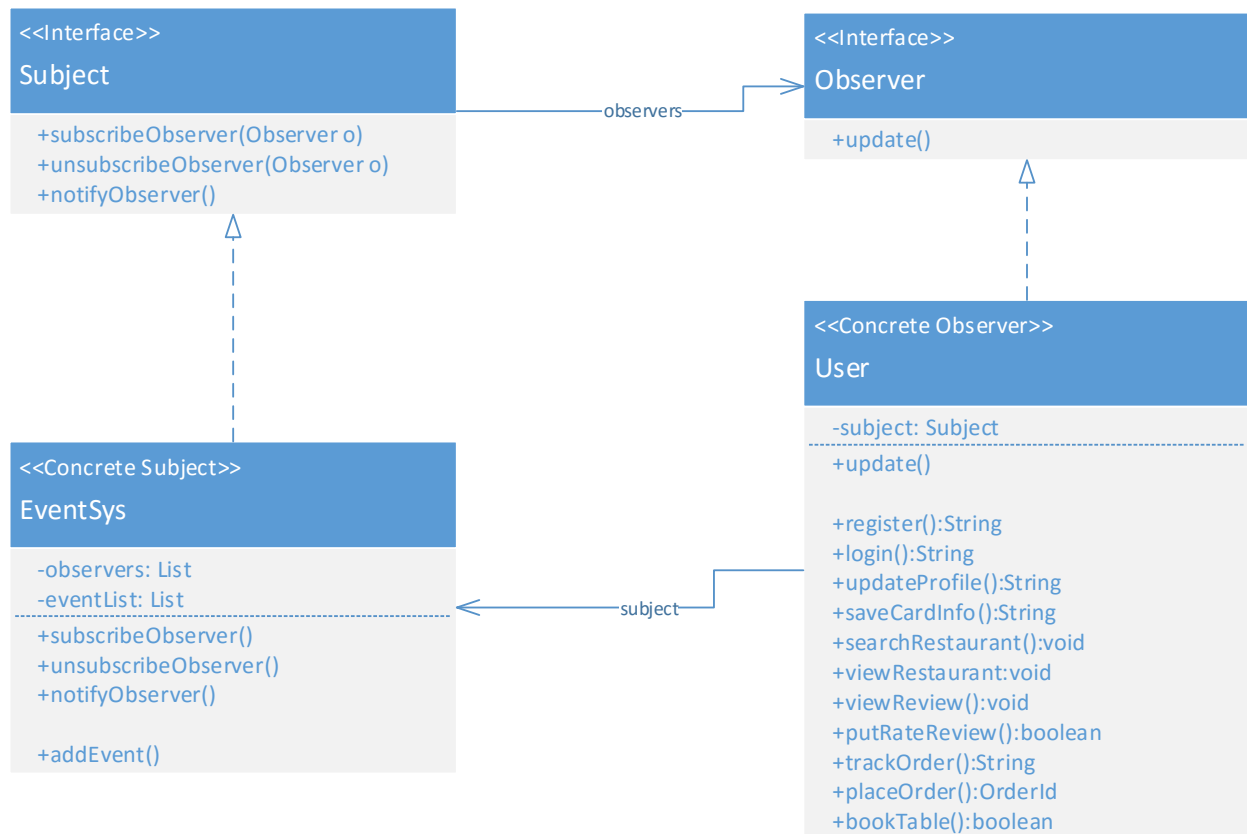 <<Interface>>
Subject
+subscribeObserver(Observer o)
+unsubscribeObserver(Observer o)
+notifyObserver()
observers
<<Interface>>
Observer
+update()
<<Concrete Subject>>
EventSys
-observers: List
-eventList: List
+subscribeObserver()
+unsubscribeObserver()
+notifyObserver()
+addEvent()
subject
<<Concrete Observer>>
User
-subject: Subject
+update()
+register():String
+login():String
+updateProfile():String
+saveCardInfo():String
+searchRestaurant():void
+viewRestaurant:void
+viewReview():void
+putRateReview():boolean
+trackOrder():String
+placeOrder():OrderId
+bookTable():boolean